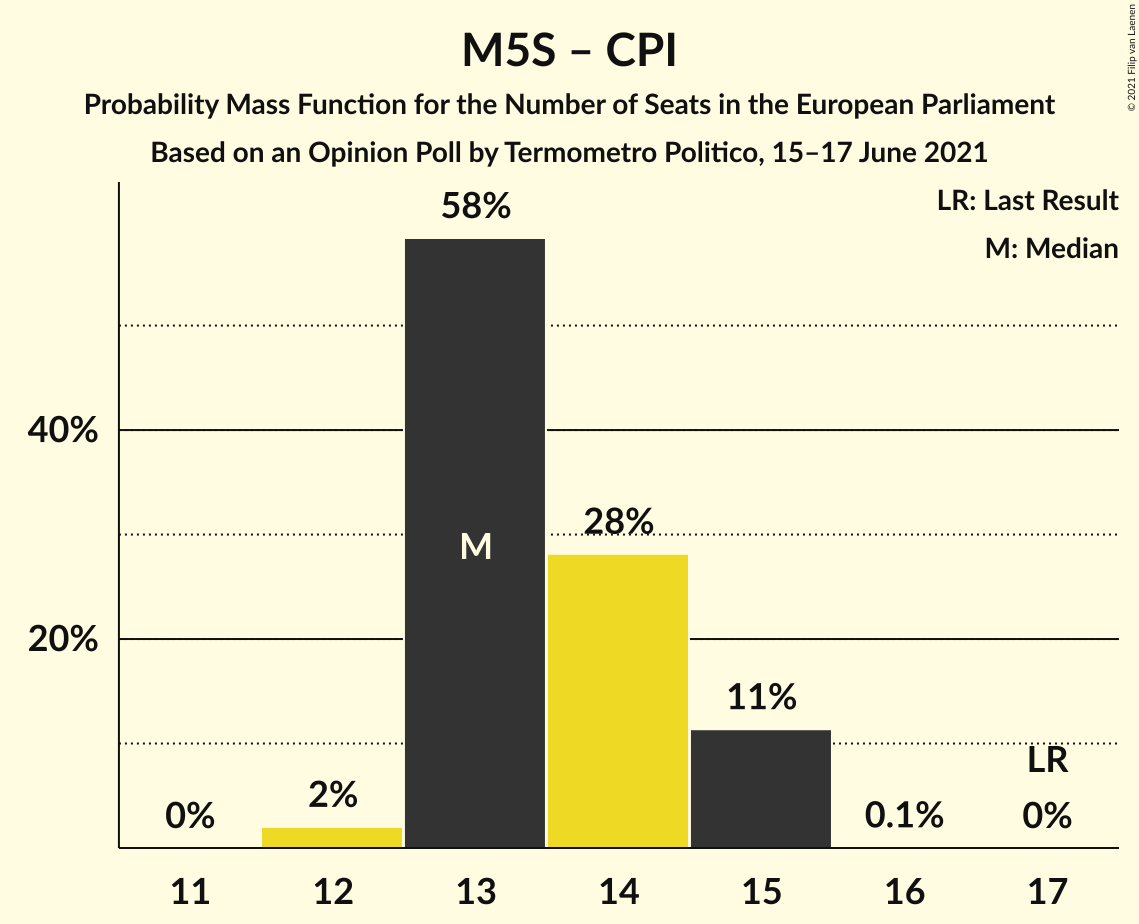 M5S – CPI
Probability Mass Function for the Number of Seats in the European Parliament
Based on an Opinion Poll by Termometro Politico, 15–17 June 2021
© 2021 Filip van Laenen
LR: Last Result
M: Median
58%
40%
28%
M
20%
11%
LR
2%
0%
0.1%
0%
11 12 13 14 15 16 17